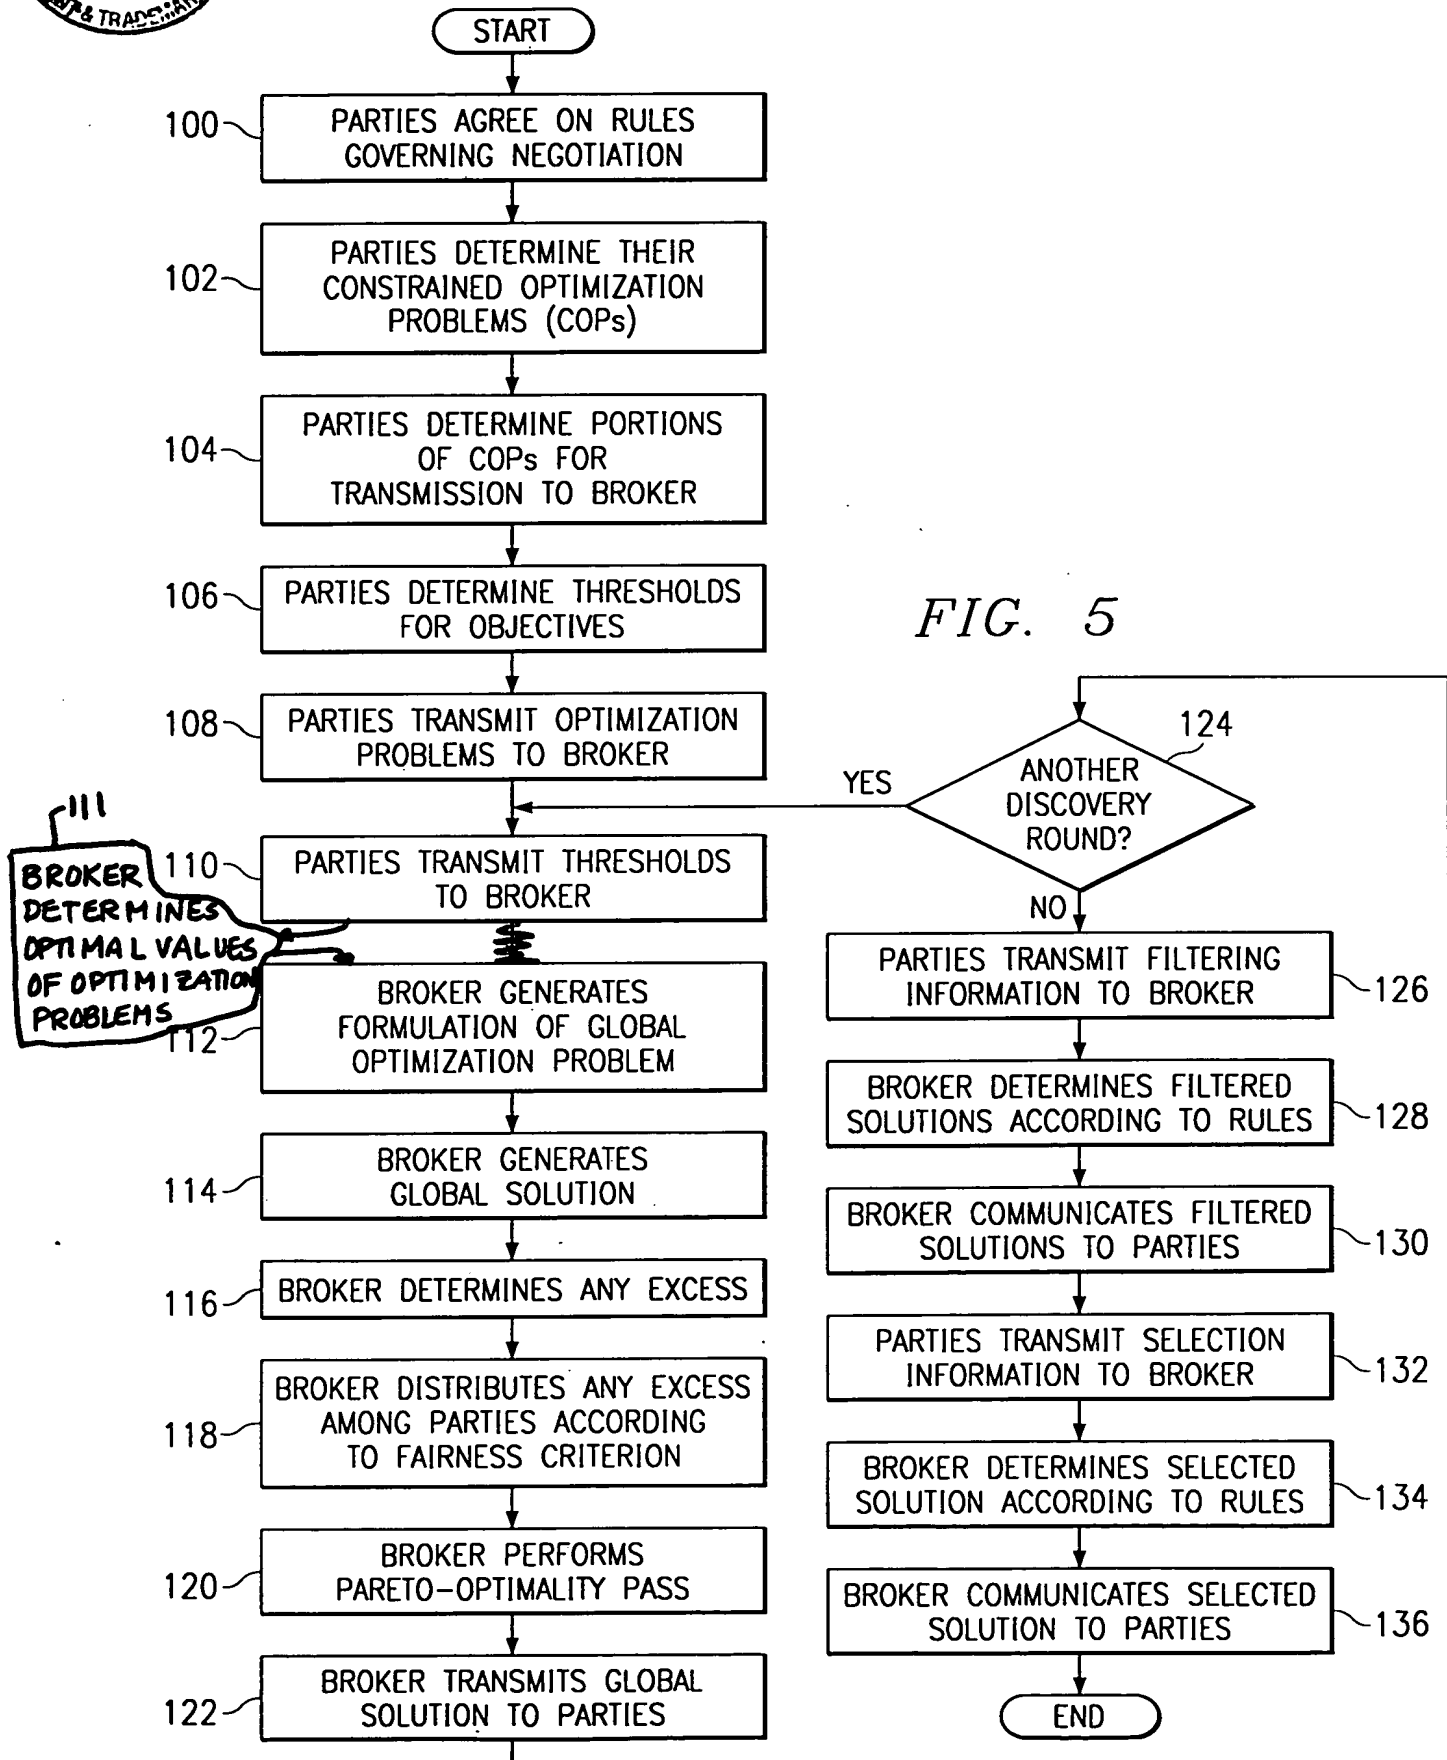 & TRADEMA
START
100
PARTIES AGREE ON RULES
GOVERNING NEGOTIATION
102
PARTIES DETERMINE THEIR
CONSTRAINED OPTIMIZATION
PROBLEMS (COPs)
104
PARTIES DETERMINE PORTIONS
OF COPs FOR
TRANSMISSION TO BROKER
106
PARTIES DETERMINE THRESHOLDS
FOR OBJECTIVES
108
PARTIES TRANSMIT OPTIMIZATION
PROBLEMS TO BROKER
110
PARTIES TRANSMIT THRESHOLDS
TO BROKER
111
BROKER
DETERMINES
OPTIMAL VALUES
OF OPTIMIZATION
PROBLEMS
112
BROKER GENERATES
FORMULATION OF GLOBAL
OPTIMIZATION PROBLEM
114
BROKER GENERATES
GLOBAL SOLUTION
116
BROKER DETERMINES ANY EXCESS
118
BROKER DISTRIBUTES ANY EXCESS
AMONG PARTIES ACCORDING
TO FAIRNESS CRITERION
120
BROKER PERFORMS
PARETO-OPTIMALITY PASS
122
BROKER TRANSMITS GLOBAL
SOLUTION TO PARTIES
FIG. 5
124
ANOTHER
DISCOVERY
ROUND?
YES
NO
PARTIES TRANSMIT FILTERING
INFORMATION TO BROKER
126
BROKER DETERMINES FILTERED
SOLUTIONS ACCORDING TO RULES
128
BROKER COMMUNICATES FILTERED
SOLUTIONS TO PARTIES
130
PARTIES TRANSMIT SELECTION
INFORMATION TO BROKER
132
BROKER DETERMINES SELECTED
SOLUTION ACCORDING TO RULES
134
BROKER COMMUNICATES SELECTED
SOLUTION TO PARTIES
136
END